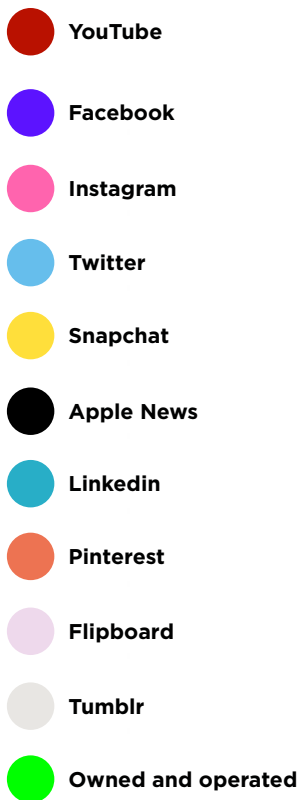 YouTube
Facebook
Instagram
Twitter
Snapchat
Apple News
Linkedin
Pinterest
Flipboard
Tumblr
Owned and operated